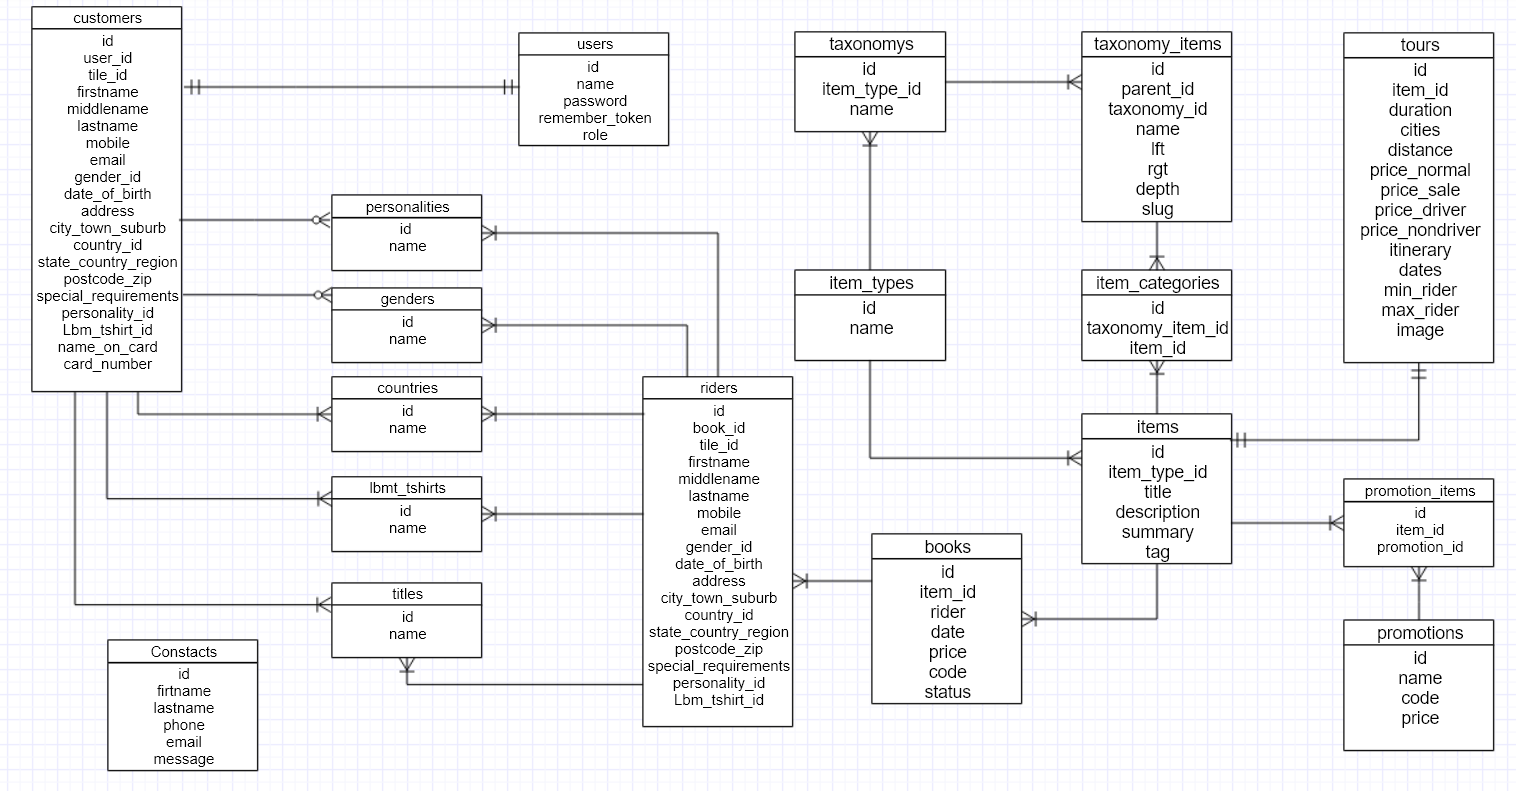 customers
id
user_id
tile_id
firstname
middlename
lastname
mobile
email
gender_id
date_of_birth
address
city_town_suburb
country_id
state_country_region
postcode_zip
special_requirements
personality_id
Lbm_tshirt_id
name_on_card
card_number
users
id
name
password
remember_token
role
personalities
id
name
genders
id
name
countries
id
name
lbmt_tshirts
id
name
titles
id
name
Constacts
id
firtname
lastname
phone
email
message
riders
id
book_id
tile_id
firstname
middlename
lastname
mobile
email
gender_id
date_of_birth
address
city_town_suburb
country_id
state_country_region
postcode_zip
special_requirements
personality_id
Lbm_tshirt_id
taxonomys
id
item_type_id
name
item_types
id
name
books
id
item_id
rider
date
price
code
status
taxonomy_items
id
parent_id
taxonomy_id
name
lft
rgt
depth
slug
item_categories
id
taxonomy_item_id
item_id
items
id
item_type_id
title
description
summary
tag
tours
id
item_id
duration
cities
distance
price_normal
price_sale
price_driver
price_nondriver
itinerary
dates
min_rider
max_rider
image
promotion_items
id
item_id
promotion_id
promotions
id
name
code
price